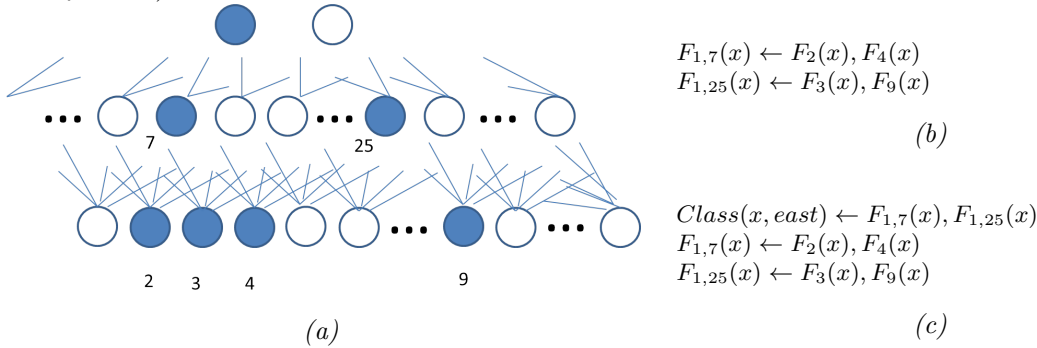 7
25
2
3
4
9
(a)
F_{1,7}(x) ← F_2(x), F_4(x)
F_{1,25}(x) ← F_3(x), F_9(x)
(b)
Class(x, east) ← F_{1,7}(x), F_{1,25}(x)
F_{1,7}(x) ← F_2(x), F_4(x)
F_{1,25}(x) ← F_3(x), F_9(x)
(c)